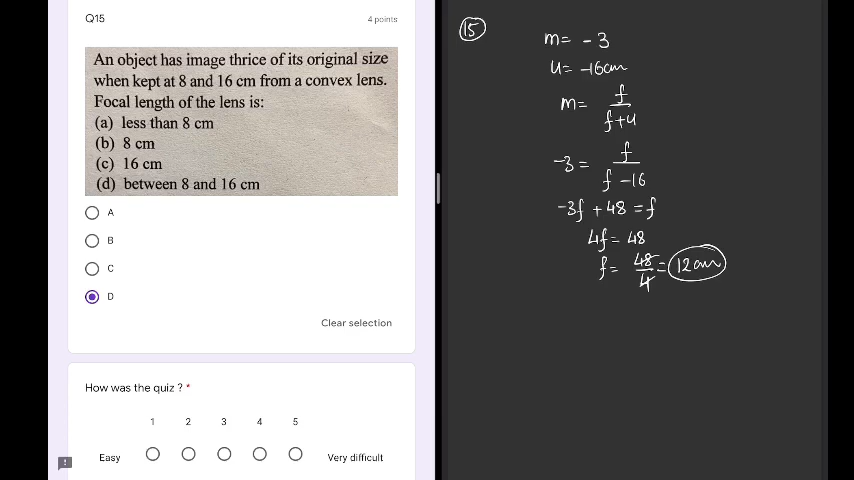 Q15
4 points
An object has image thrice of its original size
when kept at 8 and 16 cm from a convex lens.
Focal length of the lens is:
(a) less than 8 cm
(b) 8 cm
(c) 16 cm
(d) between 8 and 16 cm
A
B
C
D
Clear selection
How was the quiz ? *
1 2 3 4 5
Easy Very difficult
!
15
m = - 3
u = -16cm
m = f / f+u
-3 = f / f -16
-3f + 48 = f
4f = 48
f = 48 / 4 = 12 cm